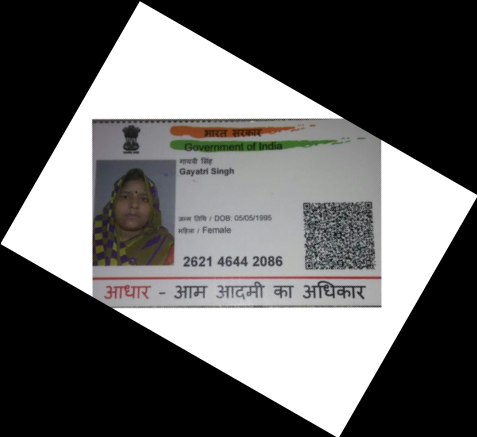 भारत सरकार
Government of India
गायत्री सिंह
Gayatri Singh
जन्म तिथि / DOB: 05/05/1995
महिला / Female
2621 4644 2086
आधार - आम आदमी का अधिकार